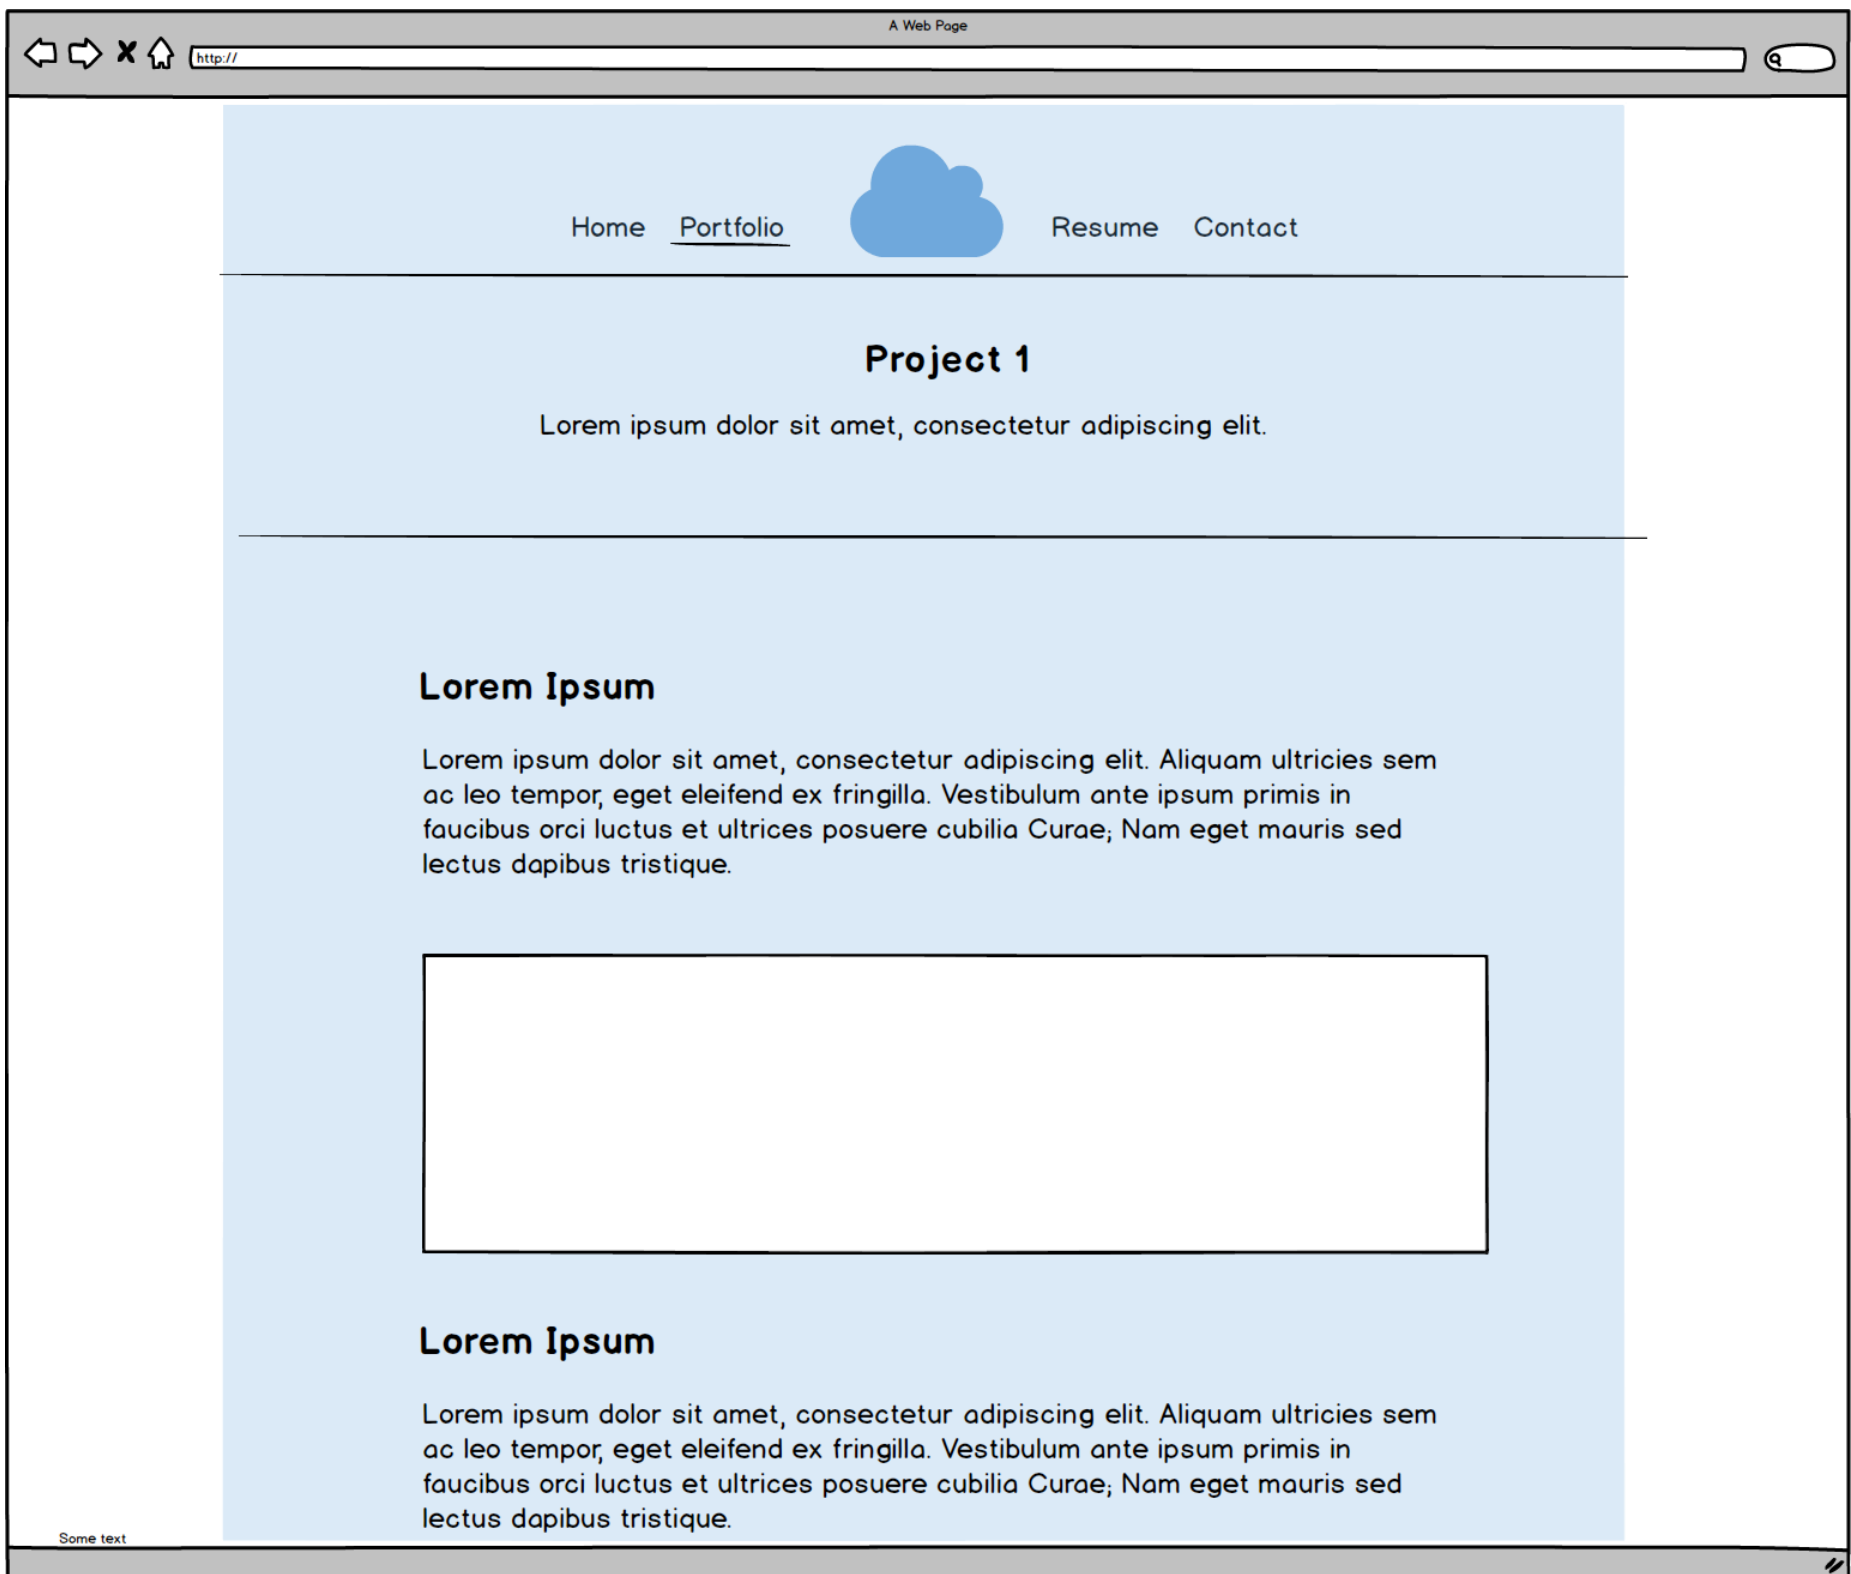 A Web Page
http://
Home Portfolio Resume Contact
Project 1
Lorem ipsum dolor sit amet, consectetur adipiscing elit.
Lorem Ipsum
Lorem ipsum dolor sit amet, consectetur adipiscing elit. Aliquam ultricies sem
ac leo tempor, eget eleifend ex fringilla. Vestibulum ante ipsum primis in
faucibus orci luctus et ultrices posuere cubilia Curae; Nam eget mauris sed
lectus dapibus tristique.
Lorem Ipsum
Lorem ipsum dolor sit amet, consectetur adipiscing elit. Aliquam ultricies sem
ac leo tempor, eget eleifend ex fringilla. Vestibulum ante ipsum primis in
faucibus orci luctus et ultrices posuere cubilia Curae; Nam eget mauris sed
lectus dapibus tristique.
Some text